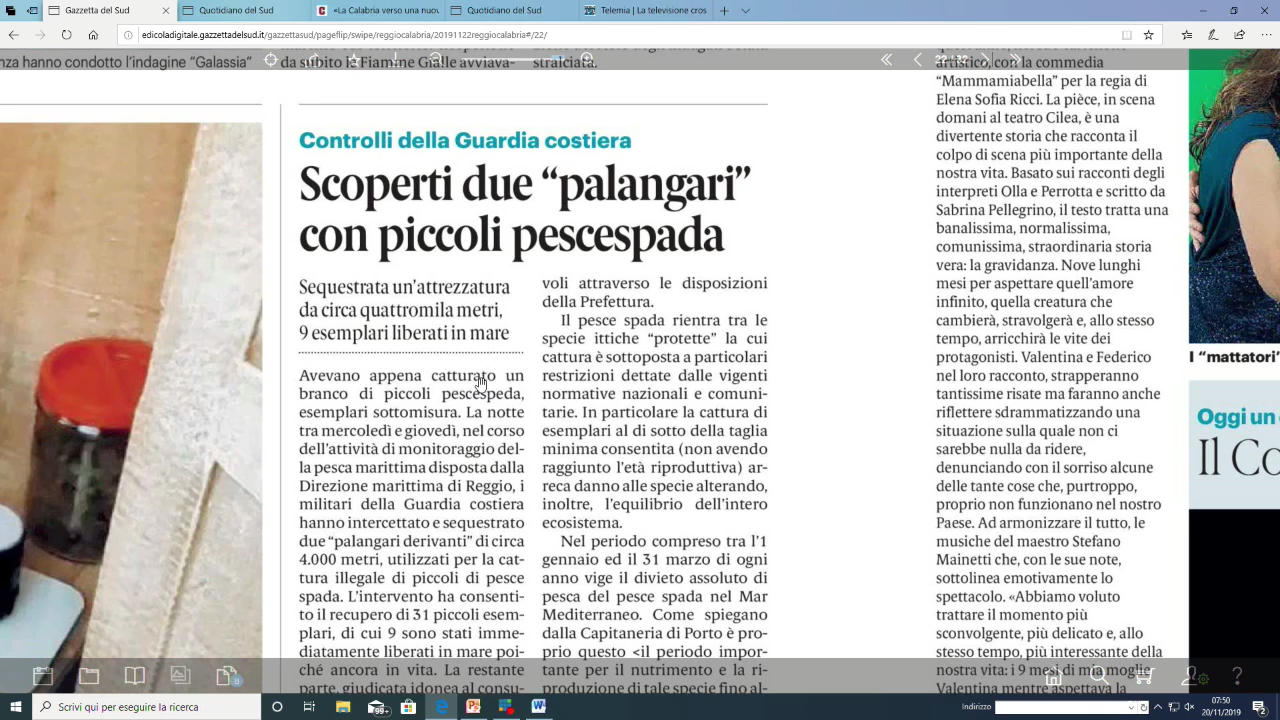 Gazzetta del Sud
Quotidiano del Sud
«La Calabria verso una nuov
Quotidiano del Sud
Telemia | La televisione cros
edicoladigitale.gazzettadelsud.it/gazzettasud/pageflip/swipe/reggiocalabria/20191122reggiocalabria#/22/
nza hanno condotto l'indagine "Galassia"
da subito le Fiamme Gialle avviava-
stralciata.
Controlli della Guardia costiera
Scoperti due “palangari”
con piccoli pescespada
Sequestrata un'attrezzatura
da circa quattromila metri,
9 esemplari liberati in mare
Avevano appena catturato un
branco di piccoli pescespeda,
esemplari sottomisura. La notte
tra mercoledì e giovedì, nel corso
dell'attività di monitoraggio del-
la pesca marittima disposta dalla
Direzione marittima di Reggio, i
militari della Guardia costiera
hanno intercettato e sequestrato
due “palangari derivanti” di circa
4.000 metri, utilizzati per la cat-
tura illegale di piccoli di pesce
spada. L'intervento ha consenti-
to il recupero di 31 piccoli esem-
plari, di cui 9 sono stati imme-
diatamente liberati in mare poi-
ché ancora in vita. La restante
parte, giudicata idonea al consu-
voli attraverso le disposizioni
della Prefettura.
Il pesce spada rientra tra le
specie ittiche “protette” la cui
cattura è sottoposta a particolari
restrizioni dettate dalle vigenti
normative nazionali e comuni-
tarie. In particolare la cattura di
esemplari al di sotto della taglia
minima consentita (non avendo
raggiunto l'età riproduttiva) ar-
reca danno alle specie alterando,
inoltre, l'equilibrio dell'intero
ecosistema.
Nel periodo compreso tra l'1
gennaio ed il 31 marzo di ogni
anno vige il divieto assoluto di
pesca del pesce spada nel Mar
Mediterraneo. Come spiegano
dalla Capitaneria di Porto è pro-
prio questo <il periodo impor-
tante per il nutrimento e la ri-
produzione di tale specie fino al-
artistico, con la commedia
“Mammamiabella” per la regia di
Elena Sofia Ricci. La pièce, in scena
domani al teatro Cilea, è una
divertente storia che racconta il
colpo di scena più importante della
nostra vita. Basato sui racconti degli
interpreti Olla e Perrotta e scritto da
Sabrina Pellegrino, il testo tratta una
banalissima, normalissima,
comunissima, straordinaria storia
vera: la gravidanza. Nove lunghi
mesi per aspettare quell'amore
infinito, quella creatura che
cambierà, stravolgerà e, allo stesso
tempo, arricchirà le vite dei
protagonisti. Valentina e Federico
nel loro racconto, strapperanno
tantissime risate ma faranno anche
riflettere sdrammatizzando una
situazione sulla quale non ci
sarebbe nulla da ridere,
denunciando con il sorriso alcune
delle tante cose che, purtroppo,
proprio non funzionano nel nostro
Paese. Ad armonizzare il tutto, le
musiche del maestro Stefano
Mainetti che, con le sue note,
sottolinea emotivamente lo
spettacolo. «Abbiamo voluto
trattare il momento più
sconvolgente, più delicato e, allo
stesso tempo, più interessante della
nostra vita: i 9 mesi di mia moglie
Valentina mentre aspettava la
I “mattatori”
Oggi un
Il Co
Scrivi qui per eseguire la ricerca
99+
Indirizzo
07:50
20/11/2019
2